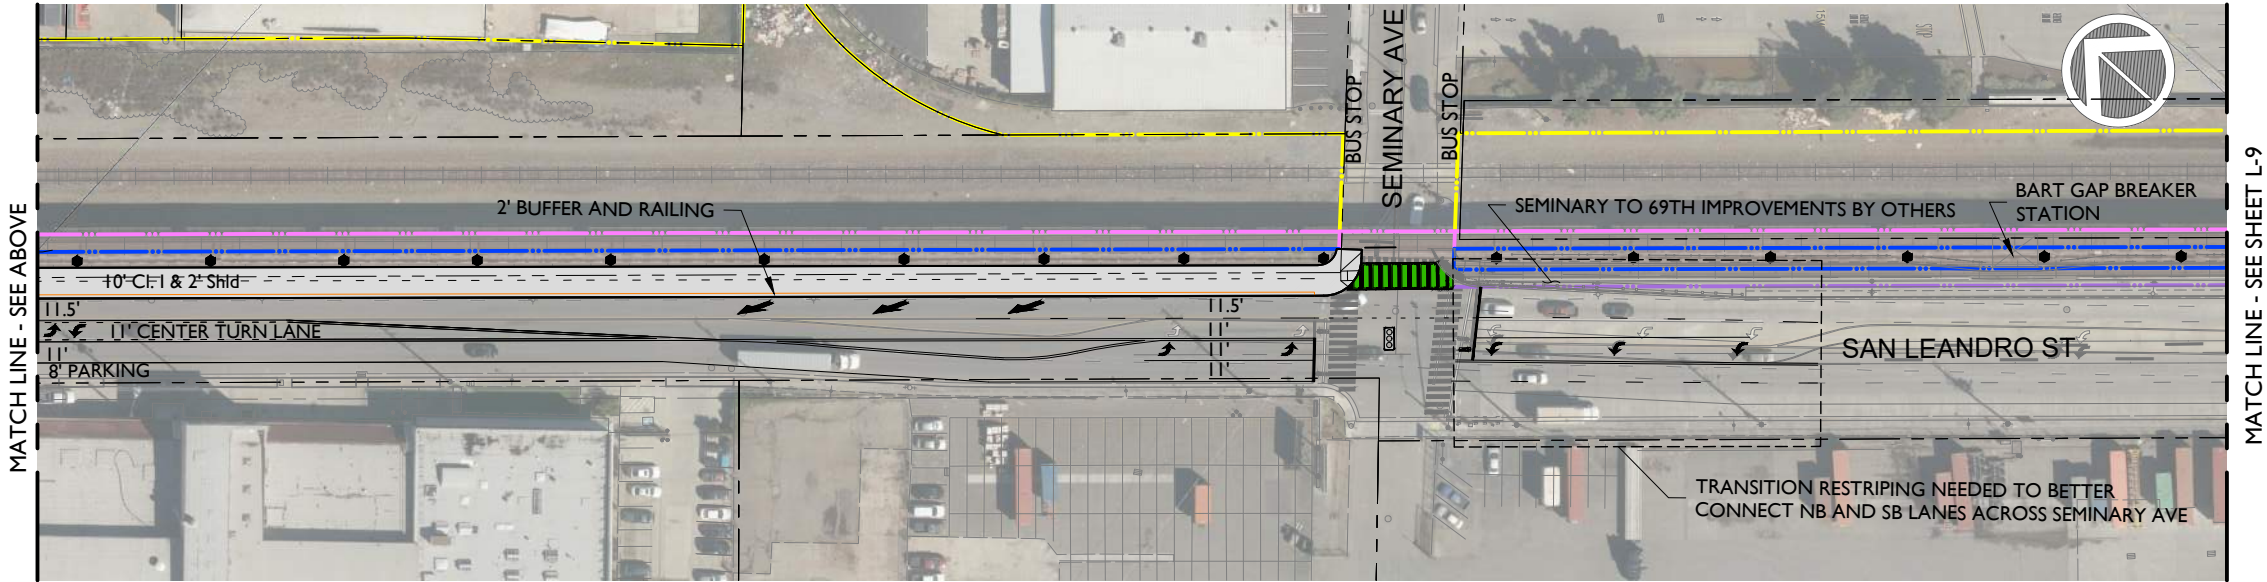 MATCH LINE - SEE ABOVE
BUS STOP
SEMINARY AVE
BUS STOP
STOP
2' BUFFER AND RAILING
SEMINARY TO 69TH IMPROVEMENTS BY OTHERS
BART GAP BREAKER
STATION
10' Cl. I & 2' Shld
11.5'
11' CENTER TURN LANE
11'
8' PARKING
11.5'
11'
11'
SAN LEANDRO ST
TRANSITION RESTRIPING NEEDED TO BETTER
CONNECT NB AND SB LANES ACROSS SEMINARY AVE
MATCH LINE - SEE SHEET L-9